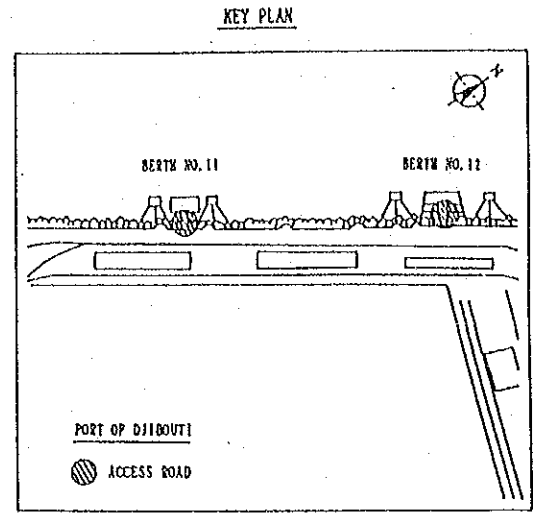 KEY PLAN
N
BERTH NO.11
BERTH NO.12
PORT OF DJIBOUTI
ACCESS ROAD